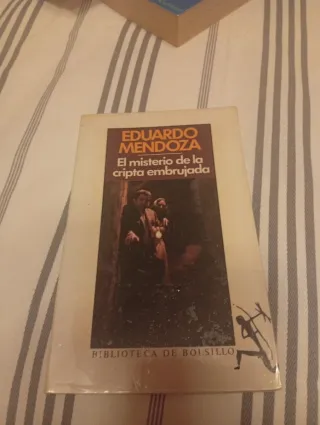 EDUARDO
MENDOZA
El misterio de la
cripta embrujada
BIBLIOTECA DE BOLSILLO